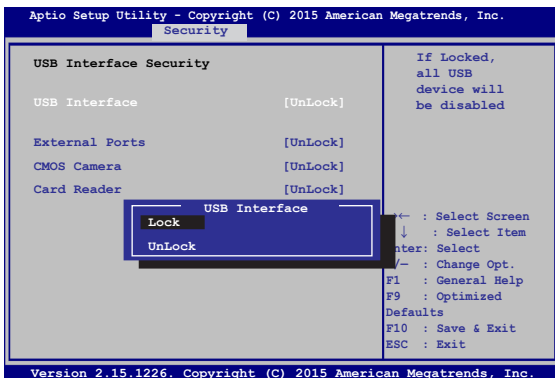 Aptio Setup Utility - Copyright (C) 2015 American Megatrends, Inc.
Security
USB Interface Security
USB Interface [UnLock]
External Ports [UnLock]
CMOS Camera [UnLock]
Card Reader [UnLock]
USB Interface
Lock
UnLock
If Locked,
all USB
device will
be disabled
→← : Select Screen
↓ : Select Item
nter: Select
/— : Change Opt.
F1 : General Help
F9 : Optimized
Defaults
F10 : Save & Exit
ESC : Exit
Version 2.15.1226. Copyright (C) 2015 American Megatrends, Inc.